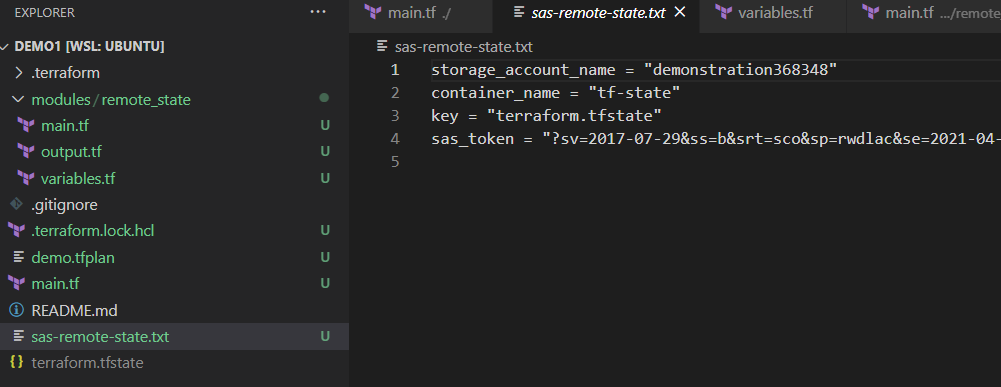 EXPLORER
...
DEMO1 [WSL: UBUNTU]
.terraform
modules / remote_state
main.tf U
output.tf U
variables.tf U
.gitignore
.terraform.lock.hcl U
demo.tfplan U
main.tf U
README.md
sas-remote-state.txt U
{} terraform.tfstate
main.tf ./
sas-remote-state.txt
variables.tf
main.tf .../remote
sas-remote-state.txt
1 storage_account_name = "demonstration368348"
2 container_name = "tf-state"
3 key = "terraform.tfstate"
4 sas_token = "?sv=2017-07-29&ss=b&srt=sco&sp=rwdlac&se=2021-04-
5